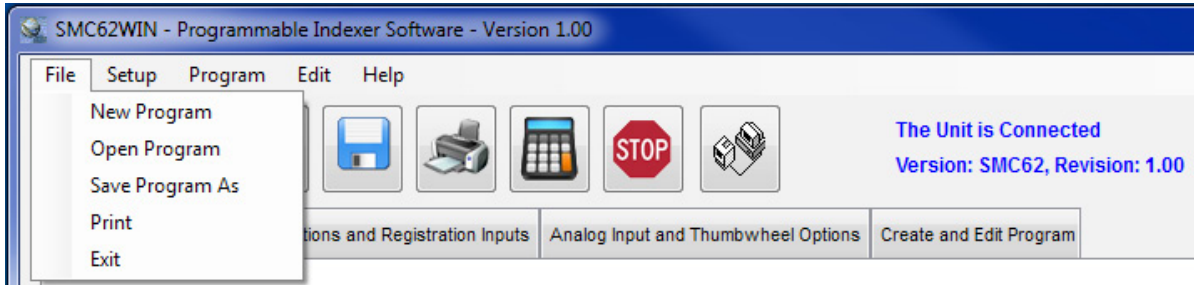 SMC62WIN - Programmable Indexer Software - Version 1.00
File Setup Program Edit Help
New Program
Open Program
Save Program As
Print
Exit
STOP
The Unit is Connected
Version: SMC62, Revision: 1.00
and Registration Inputs
Analog Input and Thumbwheel Options
Create and Edit Program